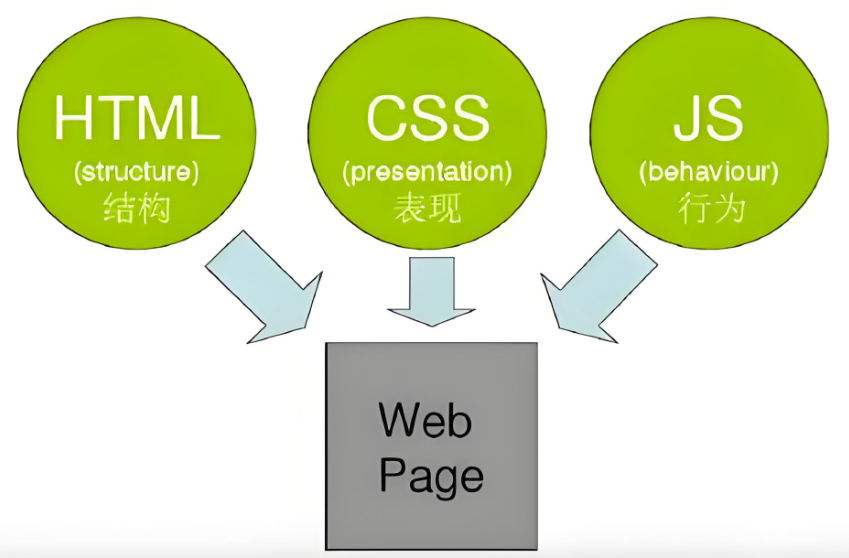 HTML
(structure)
结构
CSS
(presentation)
表现
JS
(behaviour)
行为
Web
Page